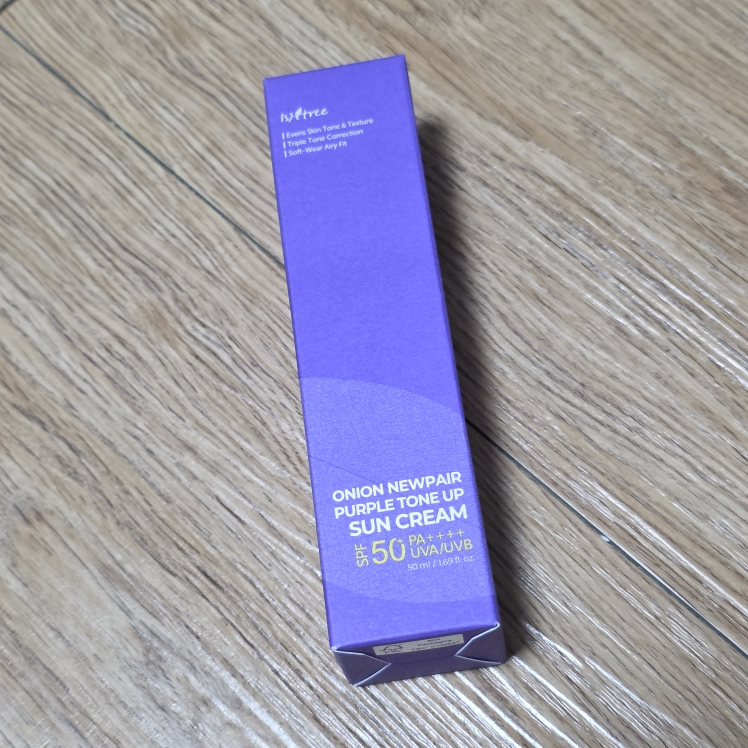 Isntree
Evens Skin Tone & Texture
Triple Tone Correction
Soft-Wear Airy Fit
ONION NEWPAIR
PURPLE TONE UP
SUN CREAM
SPF 50+ PA++++
UVA/UVB
50 ml / 1.69 fl. oz.